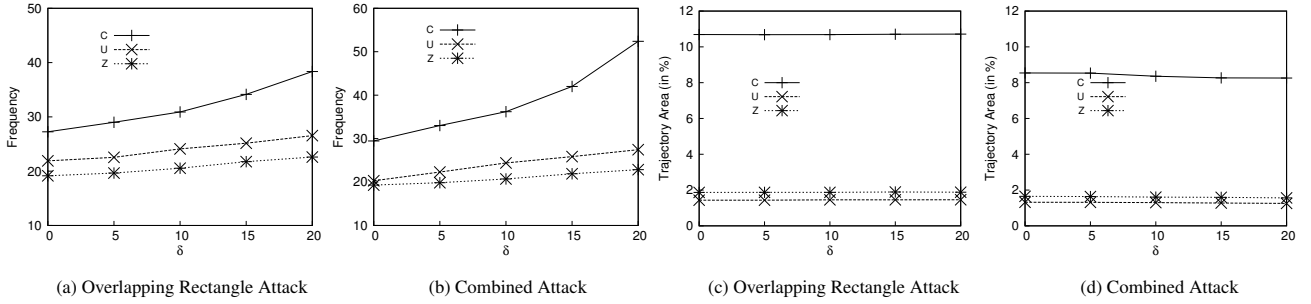 50
40
30
20
10
0 5 10 15 20
δ
Frequency
C
U
Z
(a) Overlapping Rectangle Attack
60
50
40
30
20
10
0 5 10 15 20
δ
Frequency
C
U
Z
(b) Combined Attack
12
10
8
6
4
2
0
0 5 10 15 20
δ
Trajectory Area (in %)
C
U
Z
(c) Overlapping Rectangle Attack
12
10
8
6
4
2
0
0 5 10 15 20
δ
Trajectory Area (in %)
C
U
Z
(d) Combined Attack